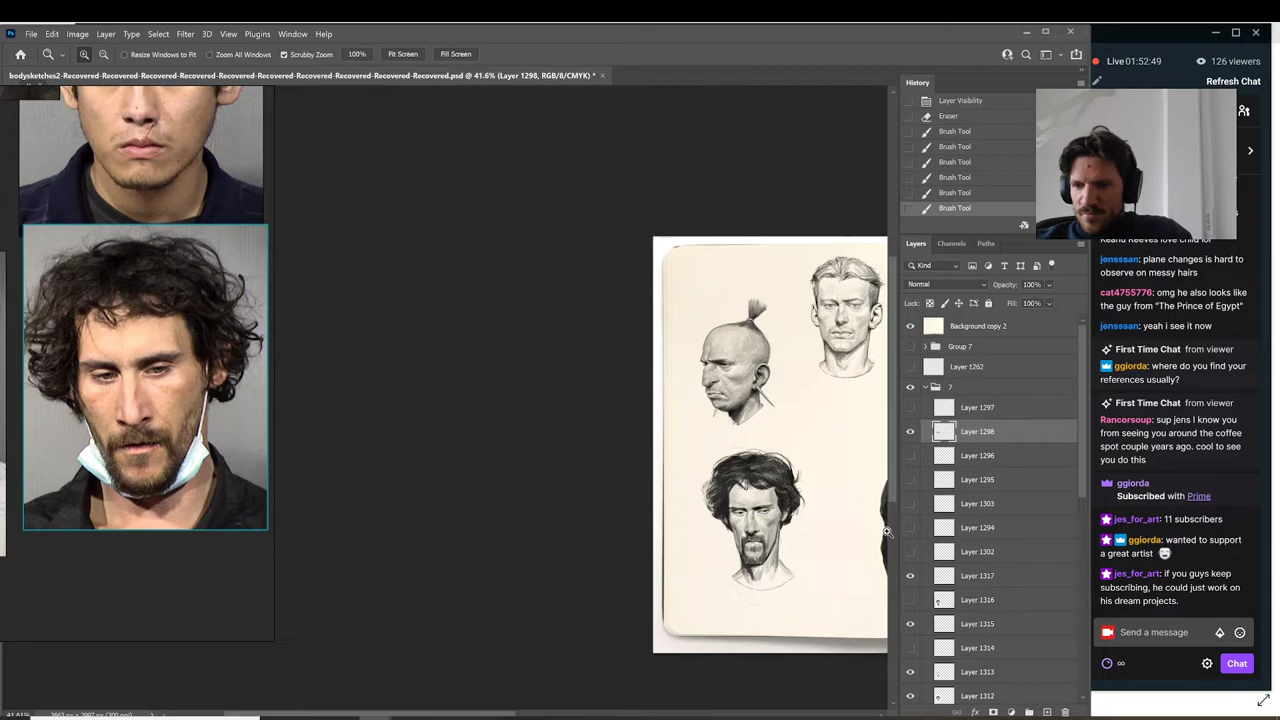 Ps File Edit Image Layer Type Select Filter 3D View Plugins Window Help
Resize Windows to Fit Zoom All Windows Scrubby Zoom 100% Fit Screen Fill Screen
bodysketches2-Recovered-Recovered-Recovered-Recovered-Recovered-Recovered-Recovered-Recovered-Recovered.psd @ 41.6% (Layer 1298, RGB/8/CMYK) *
History
Layer Visibility
Eraser
Brush Tool
Brush Tool
Brush Tool
Brush Tool
Brush Tool
Brush Tool
Layers Channels Paths
Kind
Normal Opacity: 100%
Lock: Fill: 100%
Background copy 2
Group 7
Layer 1262
7
Layer 1297
Layer 1298
Layer 1296
Layer 1295
Layer 1303
Layer 1294
Layer 1302
Layer 1317
Layer 1316
Layer 1315
Layer 1314
Layer 1313
Layer 1312
fx
Live 01:52:49 126 viewers
Refresh Chat
Keanu Reeves love child lol
jensssan: plane changes is hard to
observe on messy hairs
cat4755776: omg he also looks like
the guy from "The Prince of Egypt"
jensssan: yeah i see it now
First Time Chat from viewer
ggiorda: where do you find your
references usually?
First Time Chat from viewer
Rancorsoup: sup jens I know you
from seeing you around the coffee
spot couple years ago. cool to see
you do this
ggiorda
Subscribed with Prime
jes_for_art: 11 subscribers
ggiorda: wanted to support
a great artist
jes_for_art: if you guys keep
subscribing, he could just work on
his dream projects.
Send a message
∞ Chat